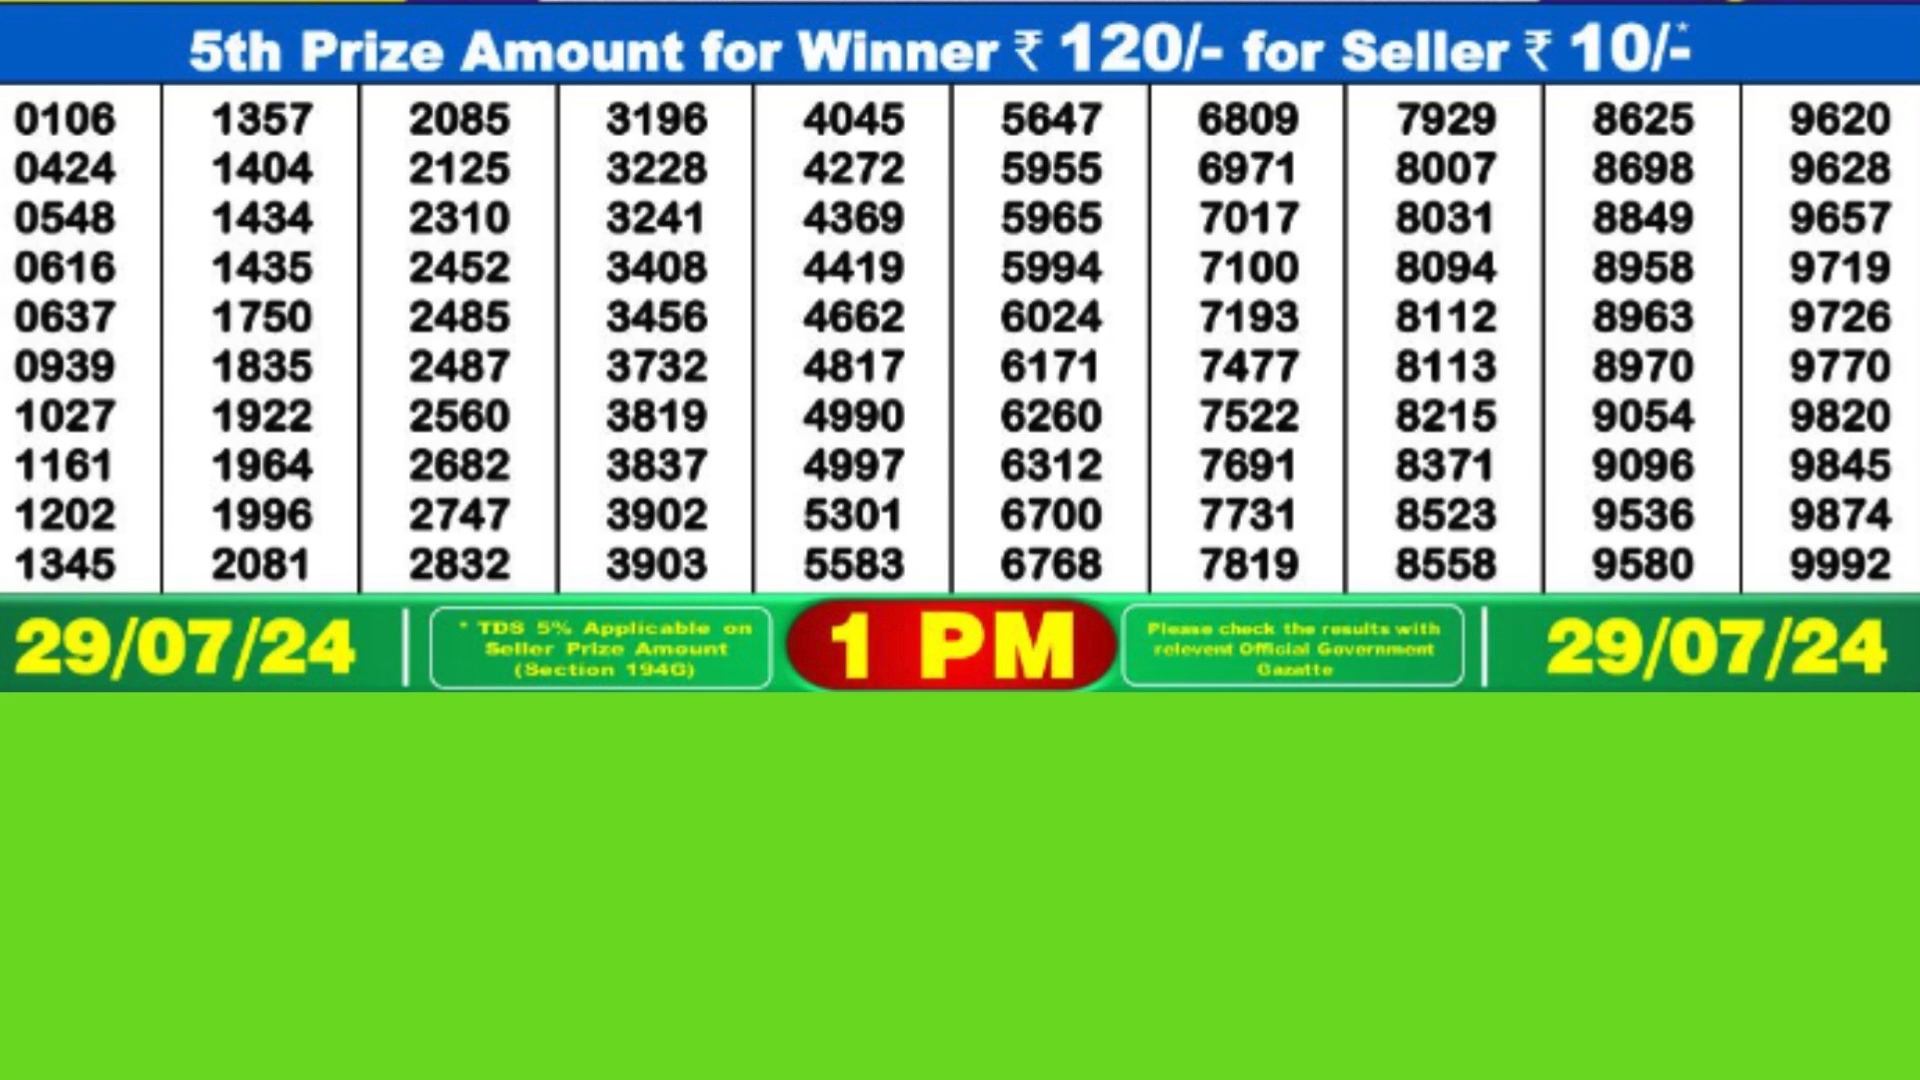 5th Prize Amount for Winner ₹ 120/- for Seller ₹ 10/-*
0106 1357 2085 3196 4045 5647 6809 7929 8625 9620
0424 1404 2125 3228 4272 5955 6971 8007 8698 9628
0548 1434 2310 3241 4369 5965 7017 8031 8849 9657
0616 1435 2452 3408 4419 5994 7100 8094 8958 9719
0637 1750 2485 3456 4662 6024 7193 8112 8963 9726
0939 1835 2487 3732 4817 6171 7477 8113 8970 9770
1027 1922 2560 3819 4990 6260 7522 8215 9054 9820
1161 1964 2682 3837 4997 6312 7691 8371 9096 9845
1202 1996 2747 3902 5301 6700 7731 8523 9536 9874
1345 2081 2832 3903 5583 6768 7819 8558 9580 9992
29/07/24
* TDS 5% Applicable on
Seller Prize Amount
(Section 194G)
1 PM
Please check the results with
relevent Official Government
Gazatte
29/07/24